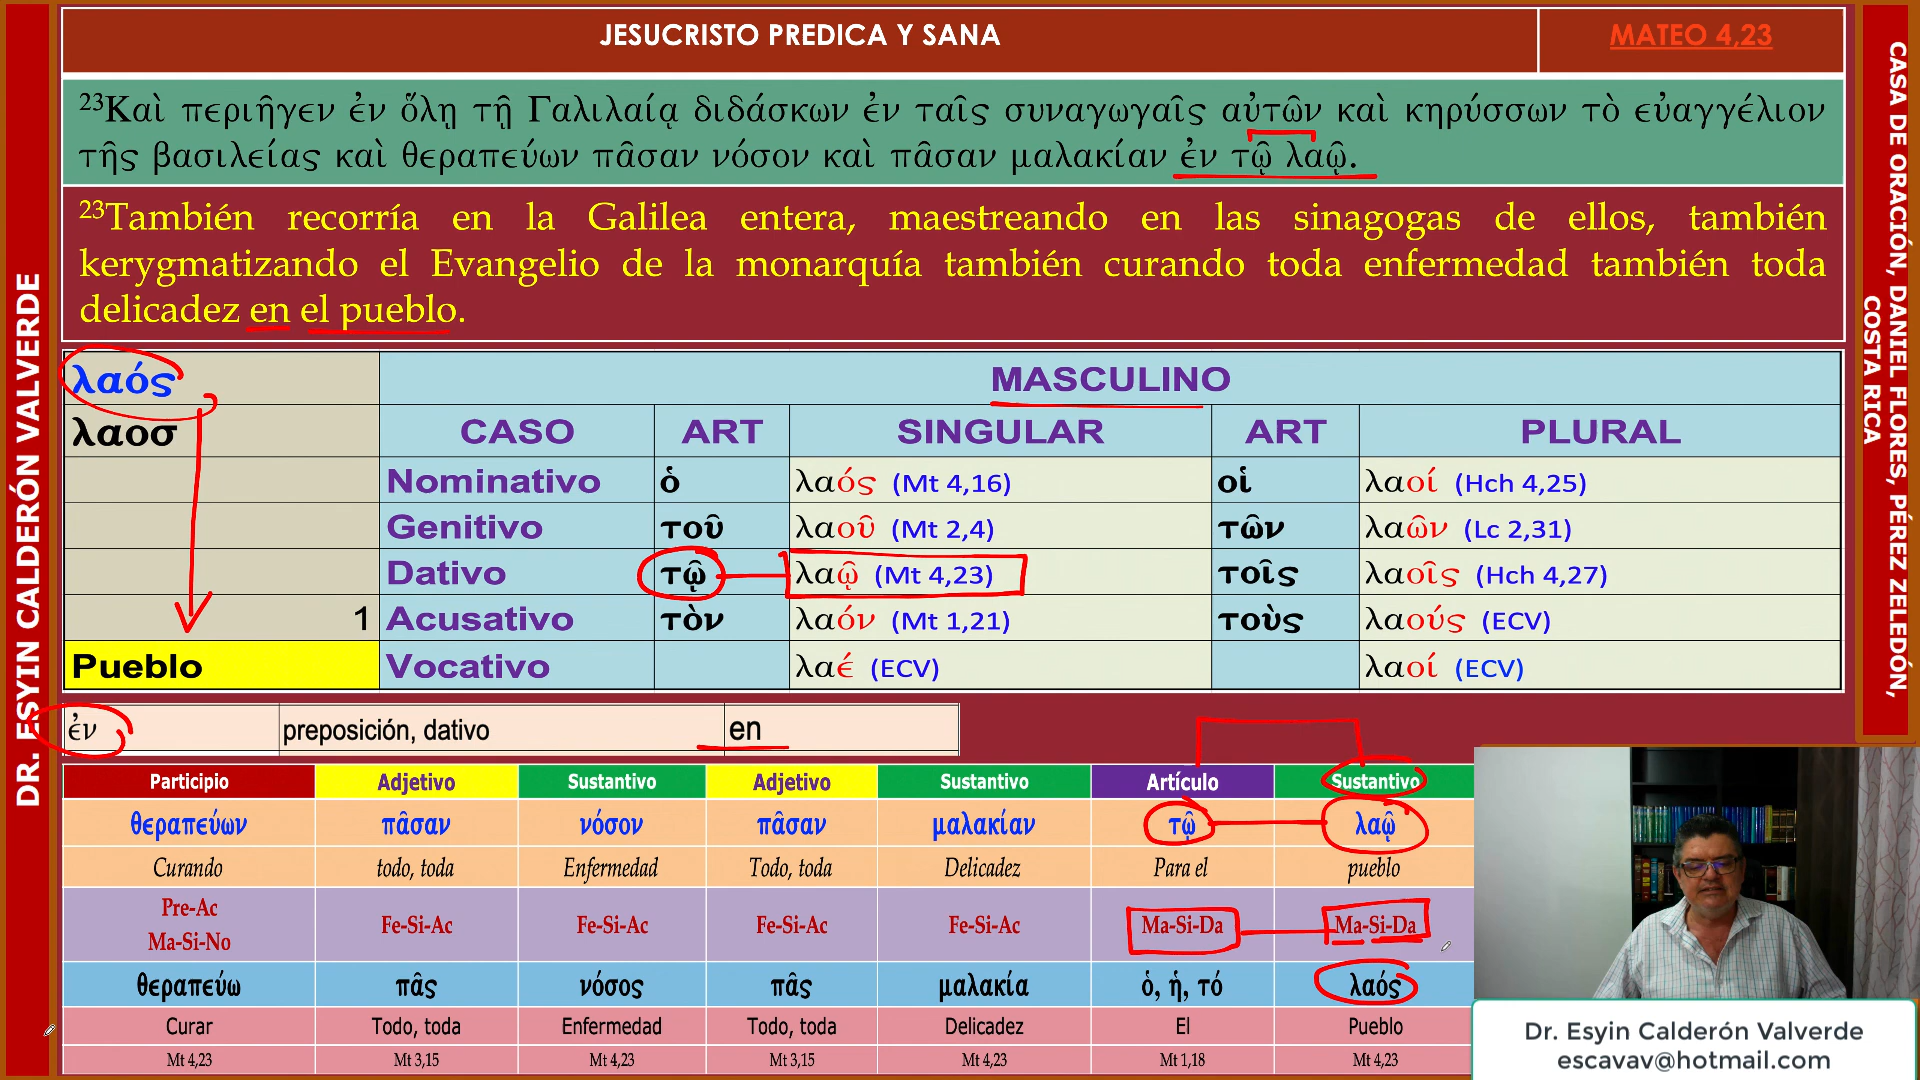 JESUCRISTO PREDICA Y SANA
MATEO 4,23
²³Καὶ περιῆγεν ἐν ὅλῃ τῇ Γαλιλαίᾳ διδάσκων ἐν ταῖς συναγωγαῖς αὐτῶν καὶ κηρύσσων τὸ εὐαγγέλιον
τῆς βασιλείας καὶ θεραπεύων πᾶσαν νόσον καὶ πᾶσαν μαλακίαν ἐν τῷ λαῷ.
²³También recorría en la Galilea entera, maestreando en las sinagogas de ellos, también
kerygmatizando el Evangelio de la monarquía también curando toda enfermedad también toda
delicadez en el pueblo.
λαός MASCULINO
λαοσ CASO ART SINGULAR ART PLURAL
Nominativo ὁ λαός (Mt 4,16) οἱ λαοί (Hch 4,25)
Genitivo τοῦ λαοῦ (Mt 2,4) τῶν λαῶν (Lc 2,31)
Dativo τῷ λαῷ (Mt 4,23) τοῖς λαοῖς (Hch 4,27)
1 Acusativo τὸν λαόν (Mt 1,21) τοὺς λαούς (ECV)
Pueblo Vocativo λαέ (ECV) λαοί (ECV)
ἐν preposición, dativo en
Participio Adjetivo Sustantivo Adjetivo Sustantivo Artículo Sustantivo
θεραπεύων πᾶσαν νόσον πᾶσαν μαλακίαν τῷ λαῷ
Curando todo, toda Enfermedad Todo, toda Delicadez Para el pueblo
Pre-Ac
Ma-Si-No Fe-Si-Ac Fe-Si-Ac Fe-Si-Ac Fe-Si-Ac Ma-Si-Da Ma-Si-Da
θεραπεύω πᾶς νόσος πᾶς μαλακία ὁ, ἡ, τό λαός
Curar Todo, toda Enfermedad Todo, toda Delicadez El Pueblo
Mt 4,23 Mt 3,15 Mt 4,23 Mt 3,15 Mt 4,23 Mt 1,18 Mt 4,23
DR. ESYIN CALDERÓN VALVERDE
CASA DE ORACIÓN, DANIEL FLORES, PÉREZ ZELEDÓN,
COSTA RICA
Dr. Esyin Calderón Valverde
escavav@hotmail.com